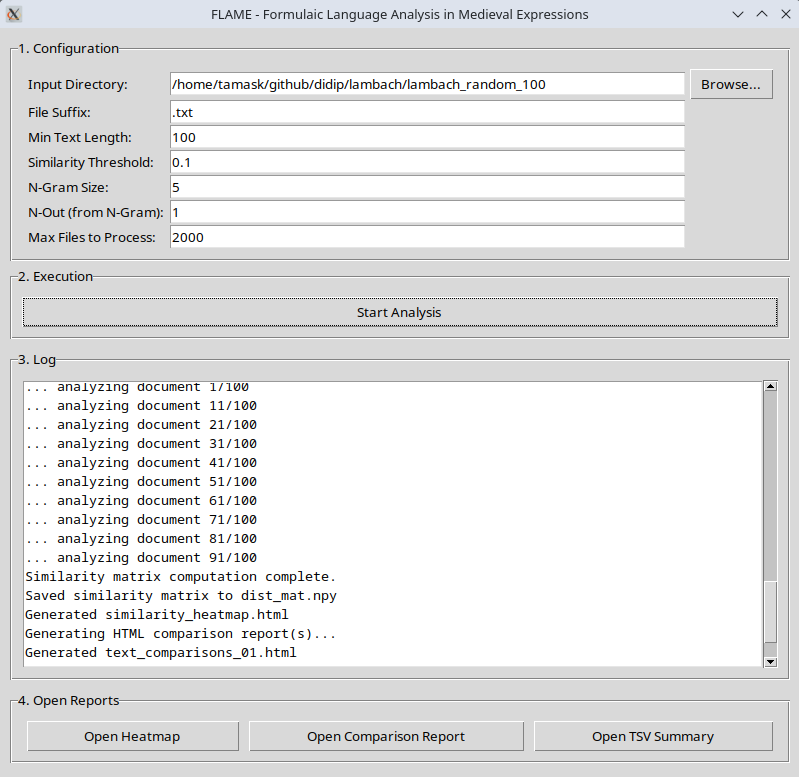 FLAME - Formulaic Language Analysis in Medieval Expressions
1. Configuration
Input Directory: /home/tamask/github/didip/lambach/lambach_random_100 Browse...
File Suffix: .txt
Min Text Length: 100
Similarity Threshold: 0.1
N-Gram Size: 5
N-Out (from N-Gram): 1
Max Files to Process: 2000
2. Execution
Start Analysis
3. Log
... analyzing document 1/100
... analyzing document 11/100
... analyzing document 21/100
... analyzing document 31/100
... analyzing document 41/100
... analyzing document 51/100
... analyzing document 61/100
... analyzing document 71/100
... analyzing document 81/100
... analyzing document 91/100
Similarity matrix computation complete.
Saved similarity matrix to dist_mat.npy
Generated similarity_heatmap.html
Generating HTML comparison report(s)...
Generated text_comparisons_01.html
4. Open Reports
Open Heatmap Open Comparison Report Open TSV Summary